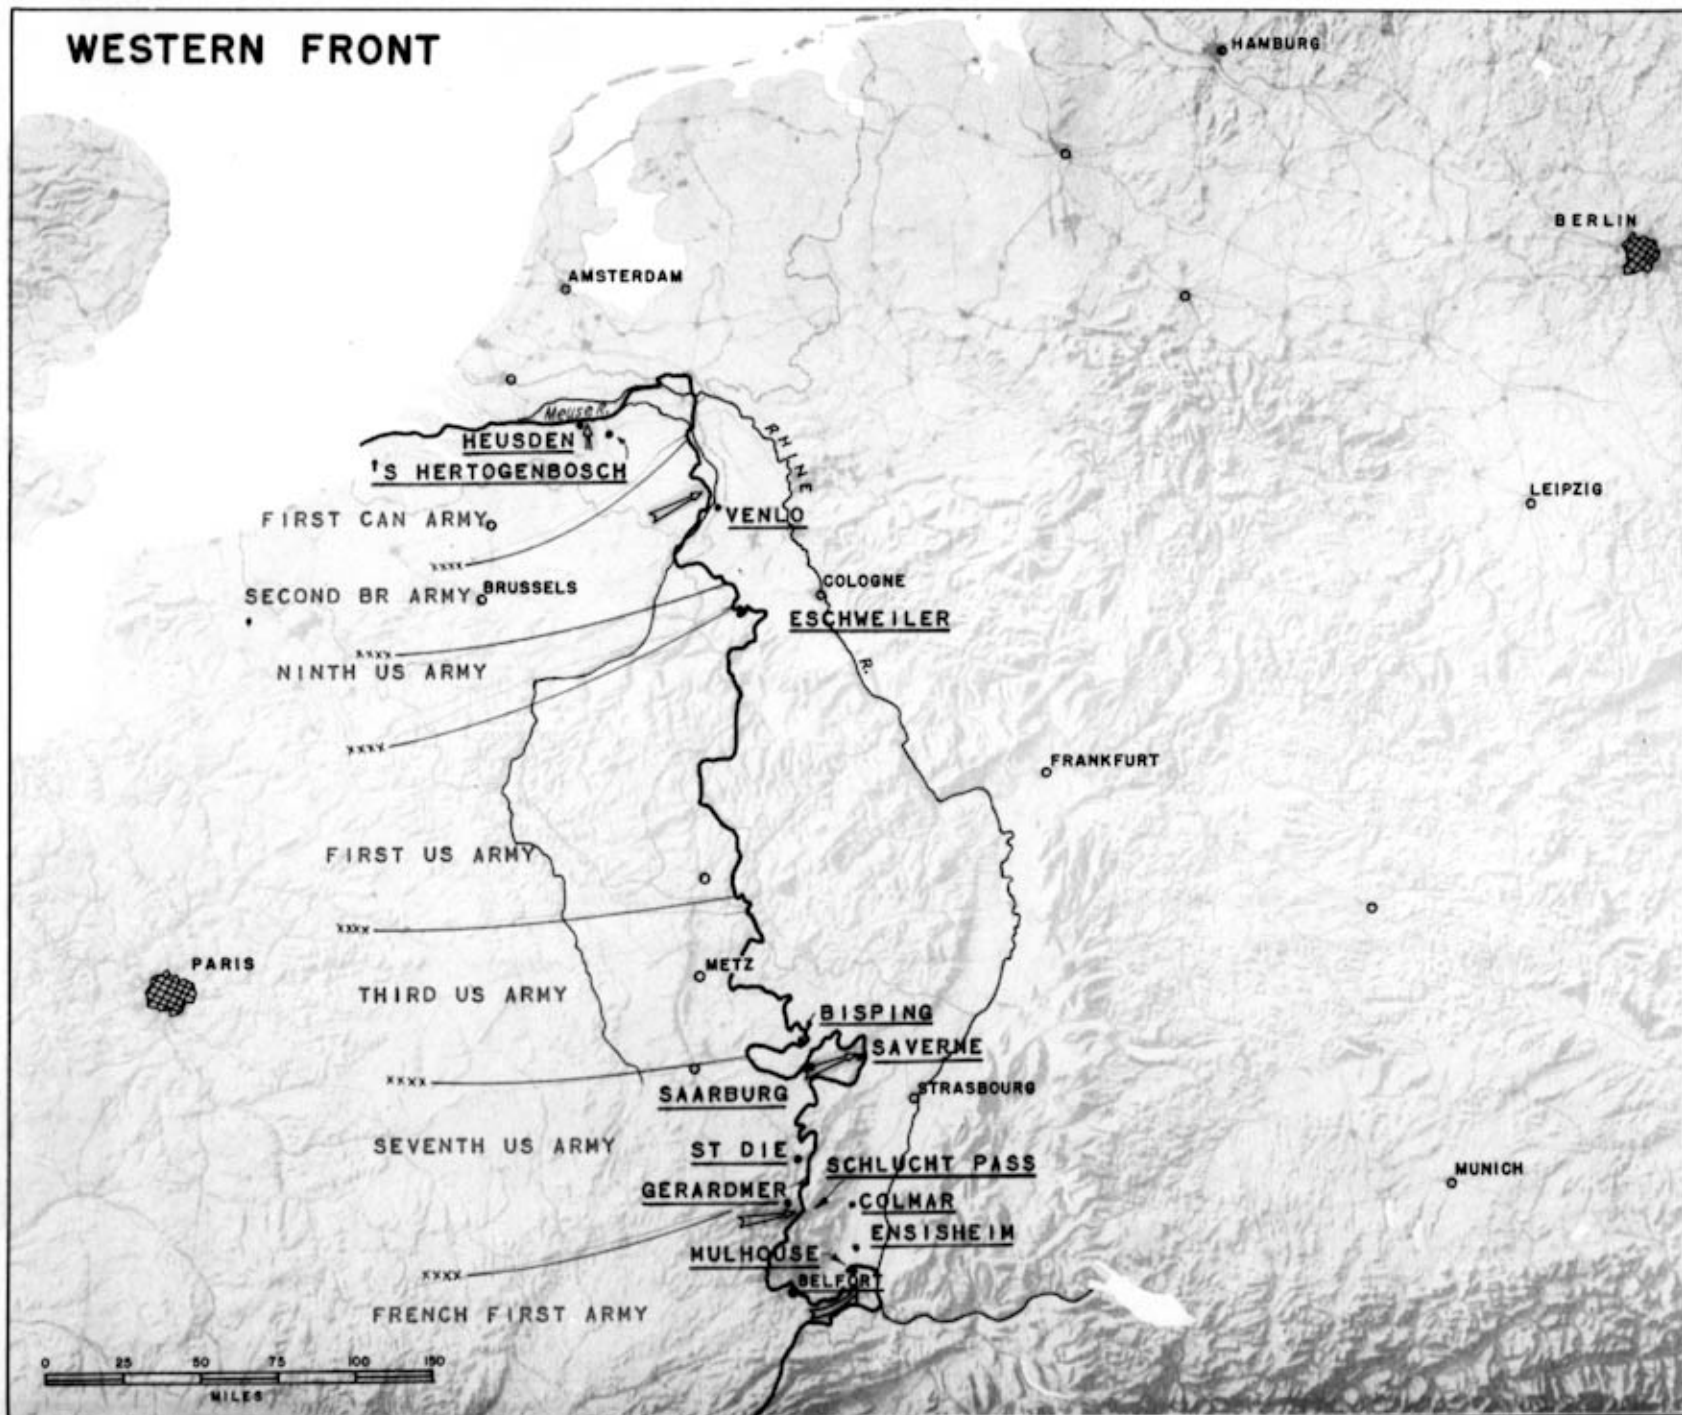 WESTERN FRONT
HAMBURG
BERLIN
AMSTERDAM
Meuse R.
HEUSDEN
'S HERTOGENBOSCH
RHINE
R.
LEIPZIG
FIRST CAN ARMY
VENLO
xxxx
COLOGNE
SECOND BR ARMY
BRUSSELS
ESCHWEILER
xxxx
NINTH US ARMY
xxxx
FRANKFURT
FIRST US ARMY
xxxx
PARIS
METZ
THIRD US ARMY
BISPING
SAVERNE
xxxx
SAARBURG
STRASBOURG
SEVENTH US ARMY
ST DIE
SCHLUCHT PASS
MUNICH
GERARDMER
COLMAR
ENSISHEIM
MULHOUSE
xxxx
BELFORT
FRENCH FIRST ARMY
0 25 50 75 100 150
MILES